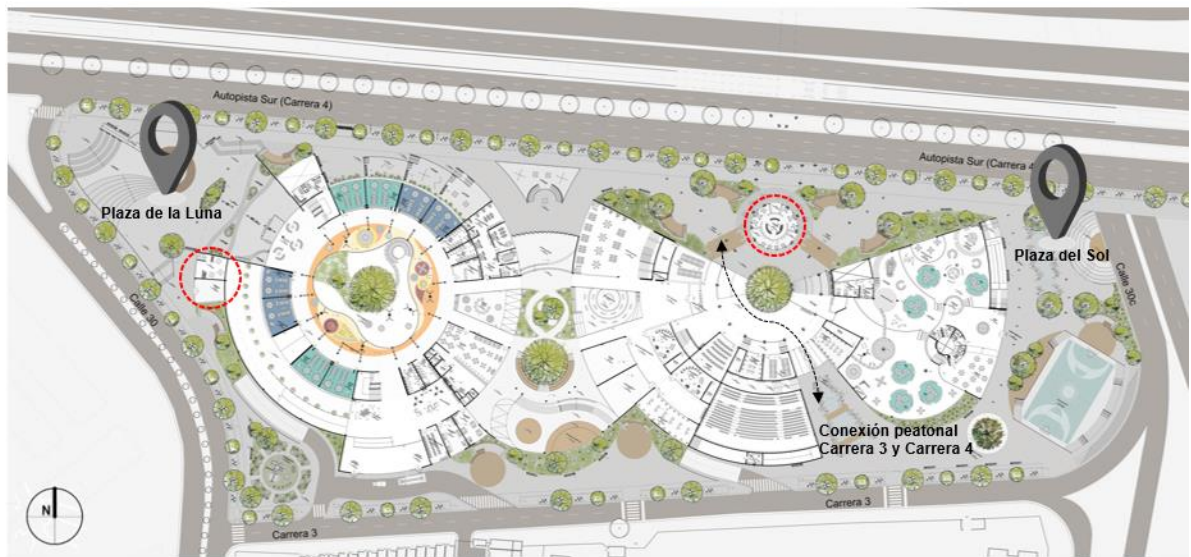 Autopista Sur (Carrera 4)
Autopista Sur (Carrera 4)
Plaza de la Luna
Plaza del Sol
Calle 30
Calle 30c
Conexión peatonal
Carrera 3 y Carrera 4
Carrera 3
Carrera 3
N